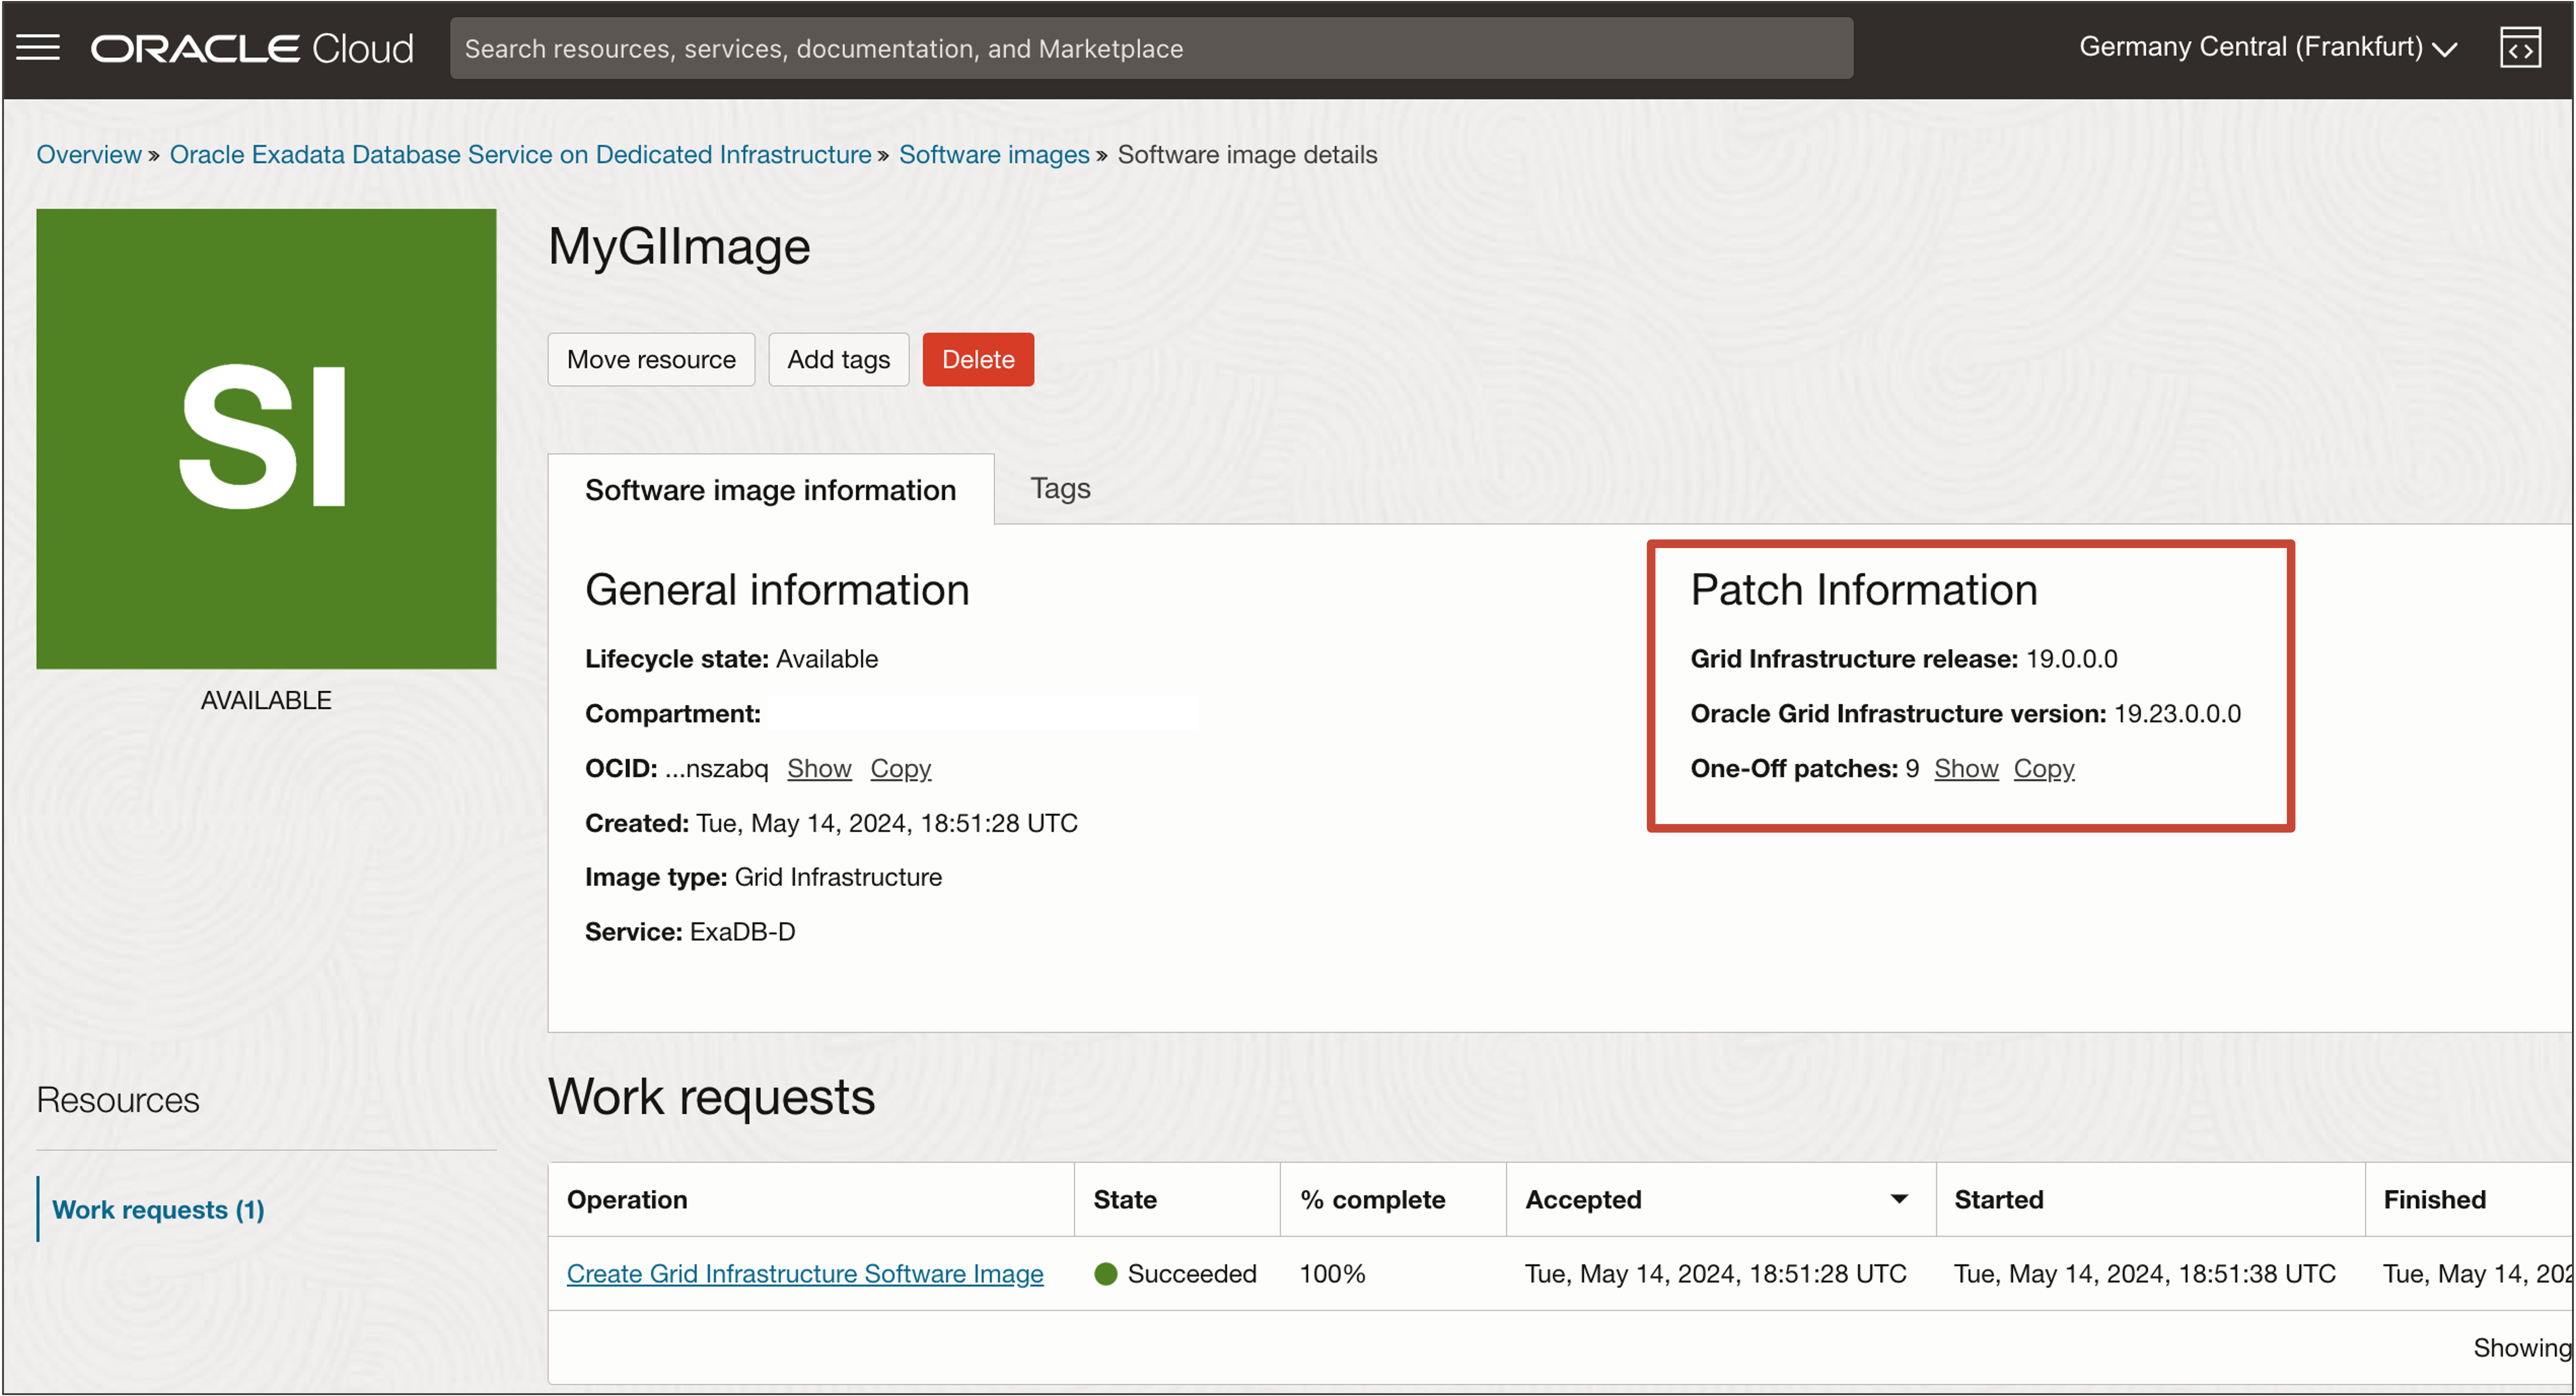 ORACLE Cloud
Search resources, services, documentation, and Marketplace
Germany Central (Frankfurt)
Overview » Oracle Exadata Database Service on Dedicated Infrastructure » Software images » Software image details
SI
AVAILABLE
MyGIImage
Move resource
Add tags
Delete
Software image information
Tags
General information
Lifecycle state: Available
Compartment:
OCID: ...nszabq Show Copy
Created: Tue, May 14, 2024, 18:51:28 UTC
Image type: Grid Infrastructure
Service: ExaDB-D
Patch Information
Grid Infrastructure release: 19.0.0.0
Oracle Grid Infrastructure version: 19.23.0.0.0
One-Off patches: 9 Show Copy
Resources
Work requests (1)
Work requests
Operation State % complete Accepted Started Finished
Create Grid Infrastructure Software Image Succeeded 100% Tue, May 14, 2024, 18:51:28 UTC Tue, May 14, 2024, 18:51:38 UTC Tue, May 14, 202
Showing